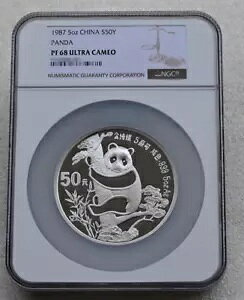 1987 5oz CHINA S50Y
PANDA
PF 68 ULTRA CAMEO
NUMISMATIC GUARANTY CORPORATION
NGC
50元